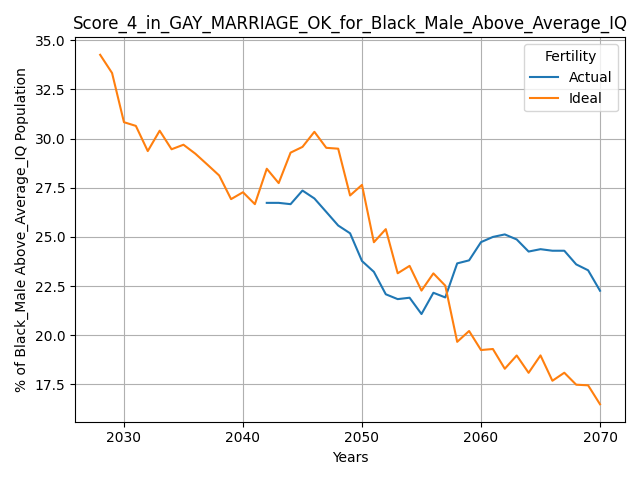 Score_4_in_GAY_MARRIAGE_OK_for_Black_Male_Above_Average_IQ
% of Black_Male Above_Average_IQ Population
35.0
32.5
30.0
27.5
25.0
22.5
20.0
17.5
Fertility
Actual
Ideal
2030
2040
2050
2060
2070
Years